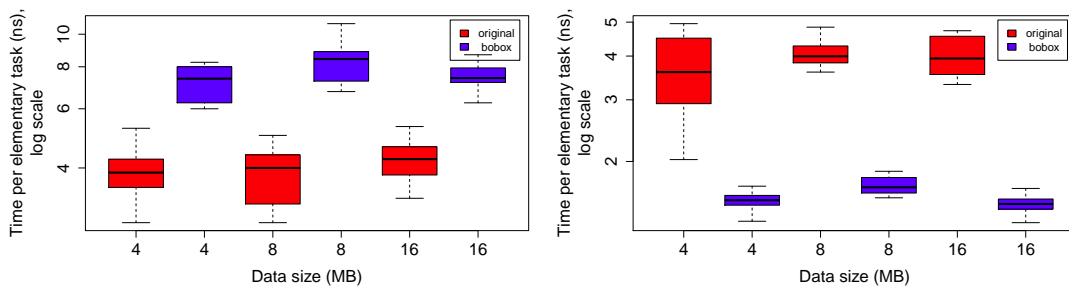 Time per elementary task (ns),
log scale
10
8
6
4
original
bobox
4
4
8
8
16
16
Data size (MB)
Time per elementary task (ns),
log scale
5
4
3
2
original
bobox
4
4
8
8
16
16
Data size (MB)